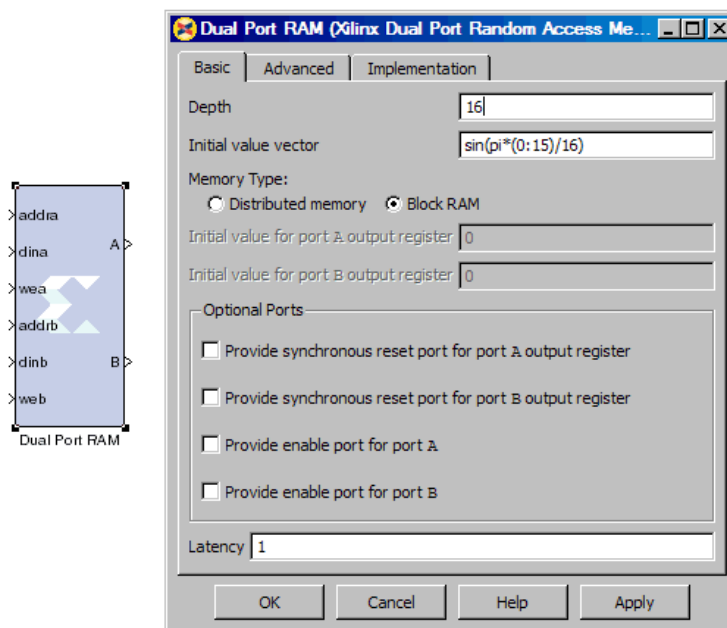 addra
dina
wea
addrb
dinb
web
A
B
Dual Port RAM
Dual Port RAM (Xilinx Dual Port Random Access Me...
Basic Advanced Implementation
Depth 16
Initial value vector sin(pi*(0:15)/16)
Memory Type:
Distributed memory Block RAM
Initial value for port A output register 0
Initial value for port B output register 0
Optional Ports
Provide synchronous reset port for port A output register
Provide synchronous reset port for port B output register
Provide enable port for port A
Provide enable port for port B
Latency 1
OK Cancel Help Apply